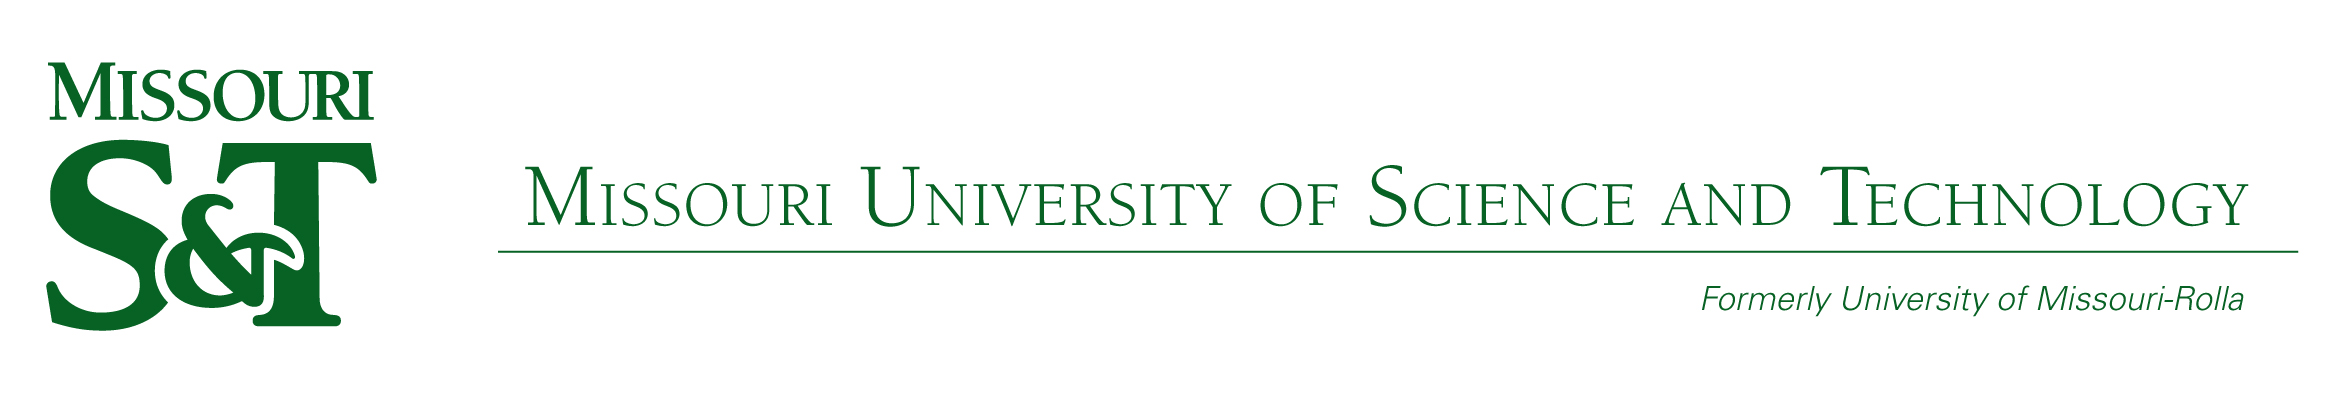 MISSOURI
S&T
MISSOURI UNIVERSITY OF SCIENCE AND TECHNOLOGY
Formerly University of Missouri-Rolla